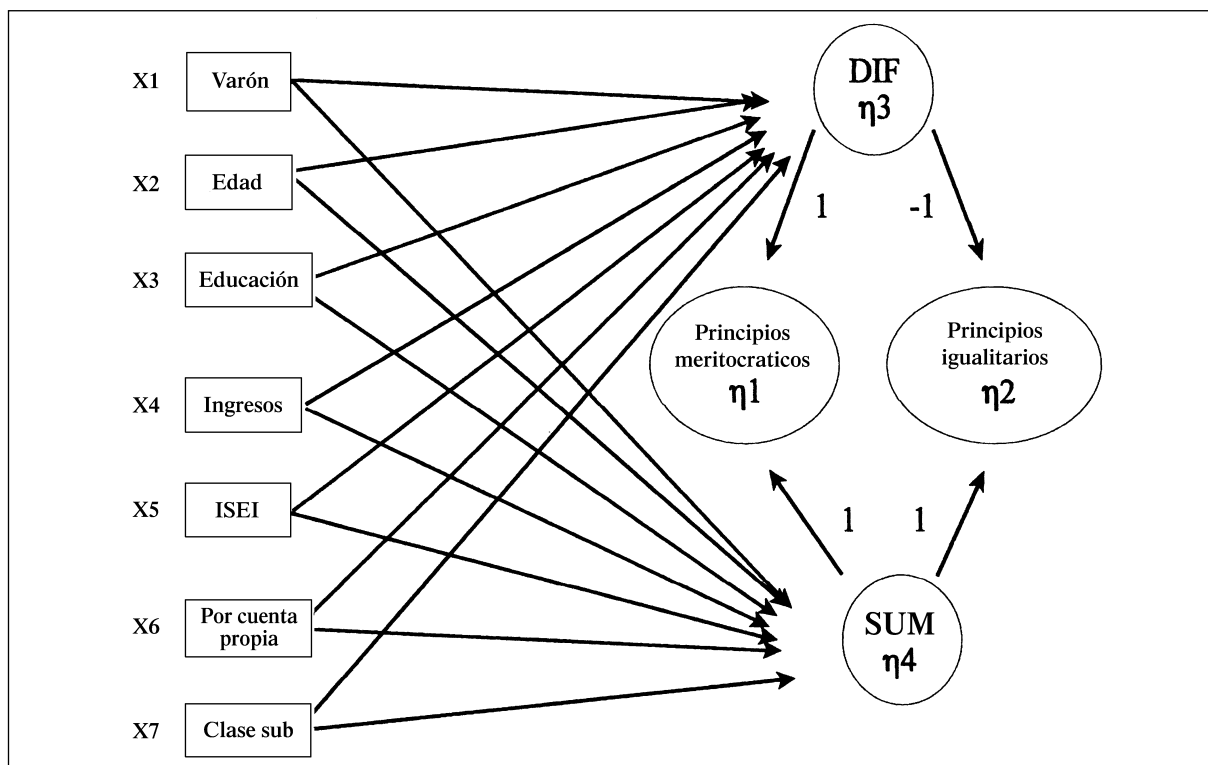 X1 Varón
X2 Edad
X3 Educación
X4 Ingresos
X5 ISEI
X6 Por cuenta
propia
X7 Clase sub
DIF
η3
1
-1
Principios
meritocraticos
η1
Principios
igualitarios
η2
1
1
SUM
η4